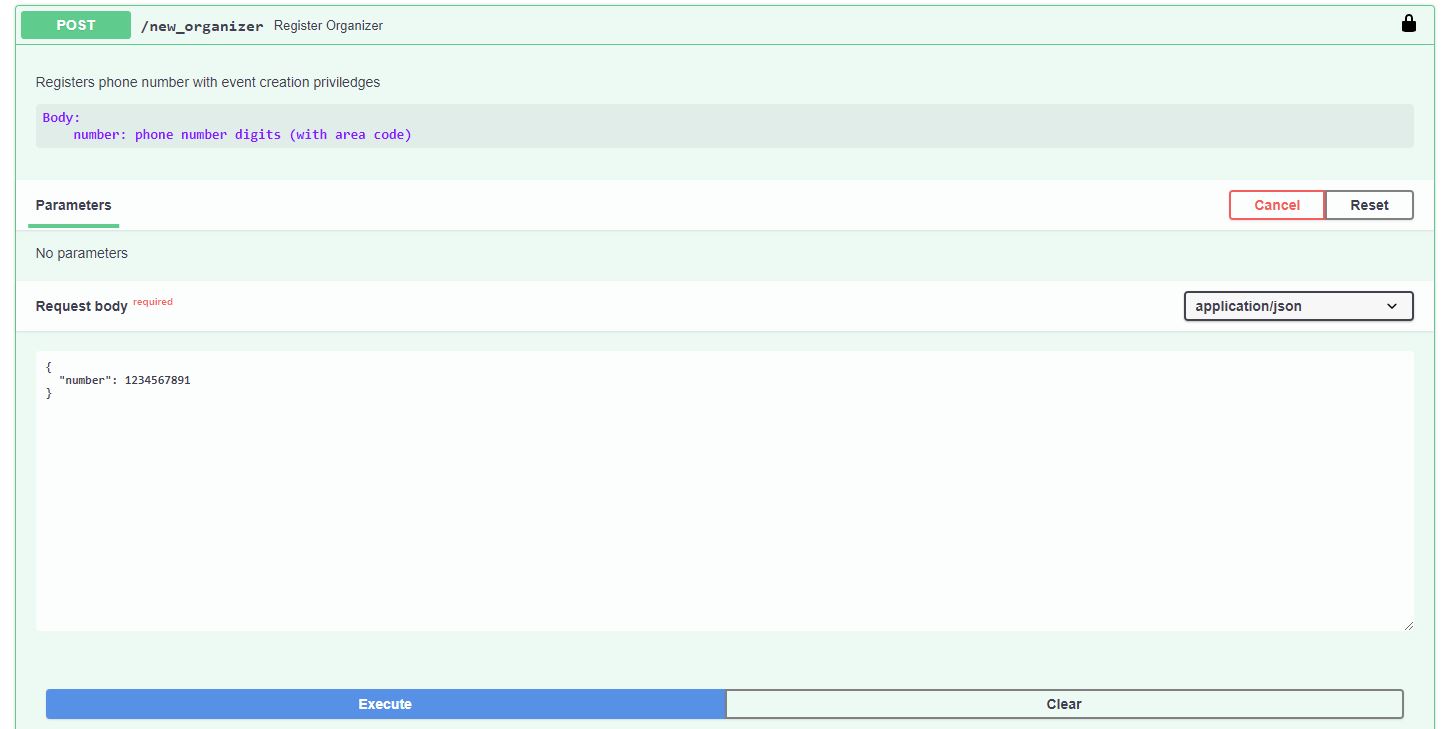 POST /new_organizer Register Organizer
Registers phone number with event creation priviledges
Body:
number: phone number digits (with area code)
Parameters Cancel Reset
No parameters
Request body required application/json
{
"number": 1234567891
}
Execute Clear